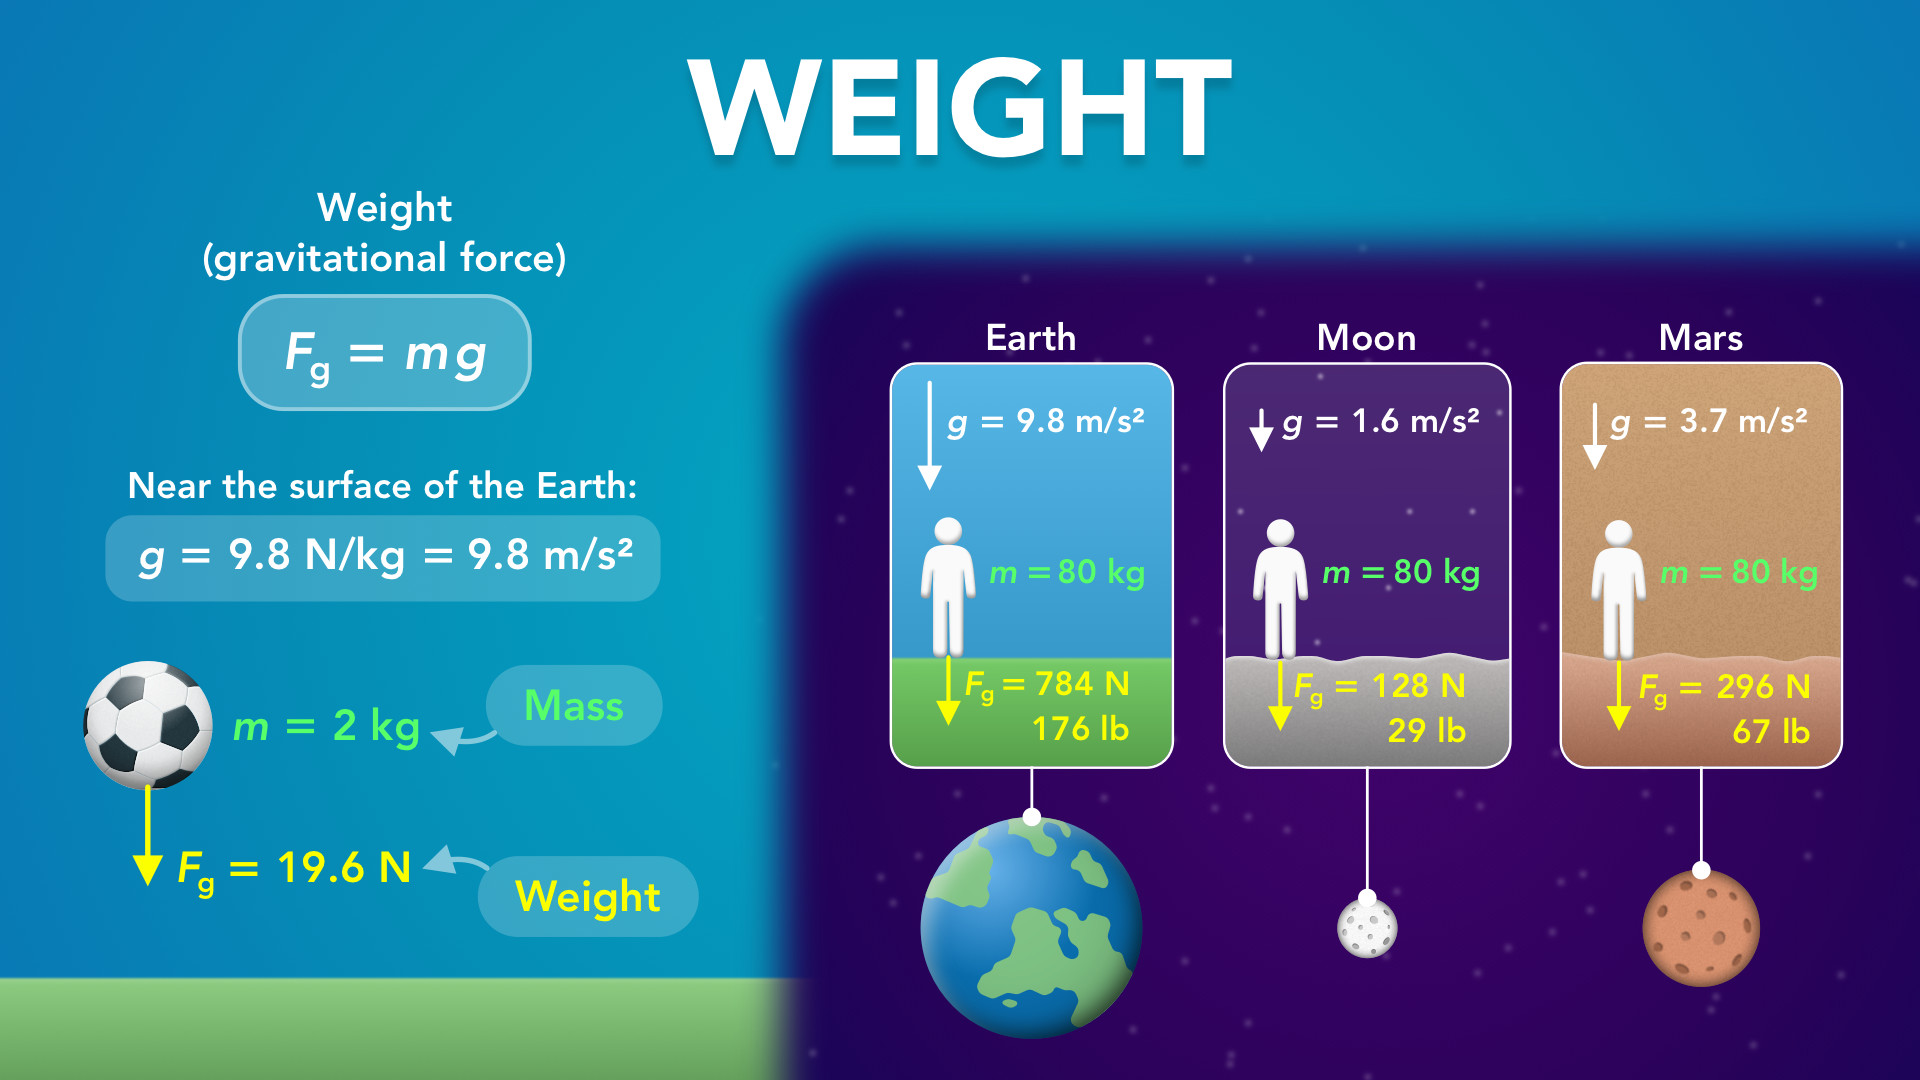 WEIGHT
Weight
(gravitational force)
Fg = mg
Near the surface of the Earth:
g = 9.8 N/kg = 9.8 m/s²
m = 2 kg
Mass
Fg = 19.6 N
Weight
Earth
g = 9.8 m/s²
m = 80 kg
Fg = 784 N
176 lb
Moon
g = 1.6 m/s²
m = 80 kg
Fg = 128 N
29 lb
Mars
g = 3.7 m/s²
m = 80 kg
Fg = 296 N
67 lb